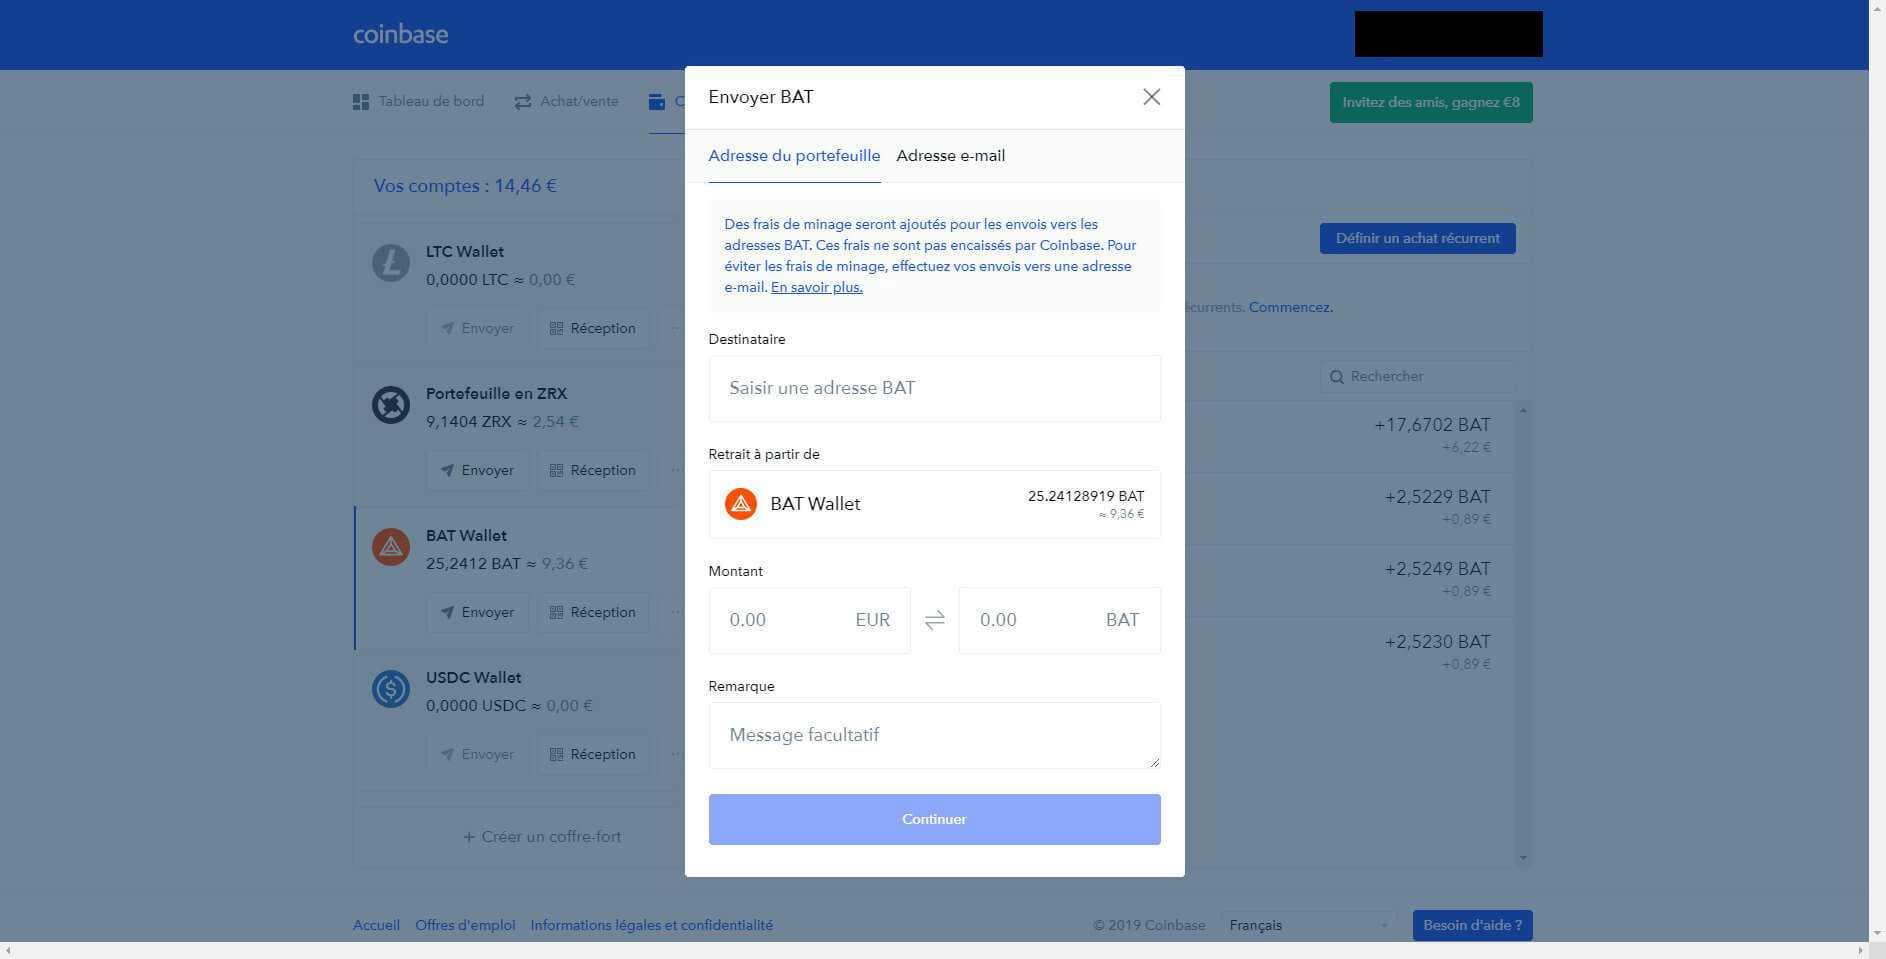 coinbase
Tableau de bord
Achat/vente
C
Invitez des amis, gagnez €8
Vos comptes : 14,46 €
LTC Wallet
0,0000 LTC ≈ 0,00 €
Envoyer
Réception
Portefeuille en ZRX
9,1404 ZRX ≈ 2,54 €
Envoyer
Réception
BAT Wallet
25,2412 BAT ≈ 9,36 €
Envoyer
Réception
USDC Wallet
0,0000 USDC ≈ 0,00 €
Envoyer
Réception
+ Créer un coffre-fort
Envoyer BAT
Adresse du portefeuille
Adresse e-mail
Des frais de minage seront ajoutés pour les envois vers les
adresses BAT. Ces frais ne sont pas encaissés par Coinbase. Pour
éviter les frais de minage, effectuez vos envois vers une adresse
e-mail. En savoir plus.
Destinataire
Saisir une adresse BAT
Retrait à partir de
BAT Wallet
25.24128919 BAT
≈ 9,36 €
Montant
0.00 EUR
0.00 BAT
Remarque
Message facultatif
Continuer
Définir un achat récurrent
écurrents. Commencez.
Rechercher
+17,6702 BAT
+6,22 €
+2,5229 BAT
+0,89 €
+2,5249 BAT
+0,89 €
+2,5230 BAT
+0,89 €
Accueil
Offres d'emploi
Informations légales et confidentialité
© 2019 Coinbase
Français
Besoin d'aide ?